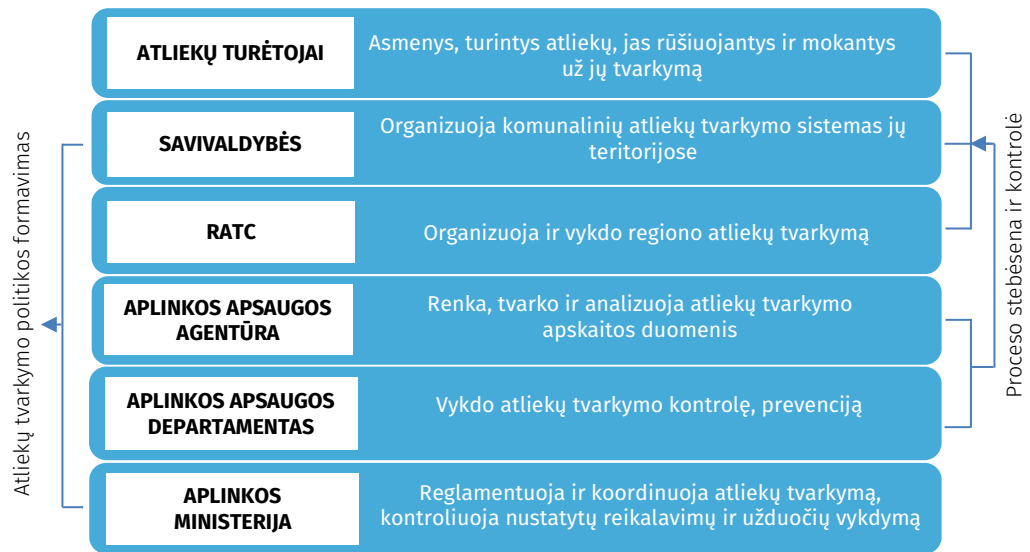 Atliekų tvarkymo politikos formavimas
ATLIEKŲ TURĖTOJAI
Asmenys, turintys atliekų, jas rūšiuojantys ir mokantys
už jų tvarkymą
SAVIVALDYBĖS
Organizuoja komunalinių atliekų tvarkymo sistemas jų
teritorijose
RATC
Organizuoja ir vykdo regiono atliekų tvarkymą
APLINKOS APSAUGOS
AGENTŪRA
Renka, tvarko ir analizuoja atliekų tvarkymo
apskaitos duomenis
APLINKOS APSAUGOS
DEPARTAMENTAS
Vykdo atliekų tvarkymo kontrolę, prevenciją
APLINKOS
MINISTERIJA
Reglamentuoja ir koordinuoja atliekų tvarkymą,
kontroliuoja nustatytų reikalavimų ir užduočių vykdymą
Proceso stebėsena ir kontrolė